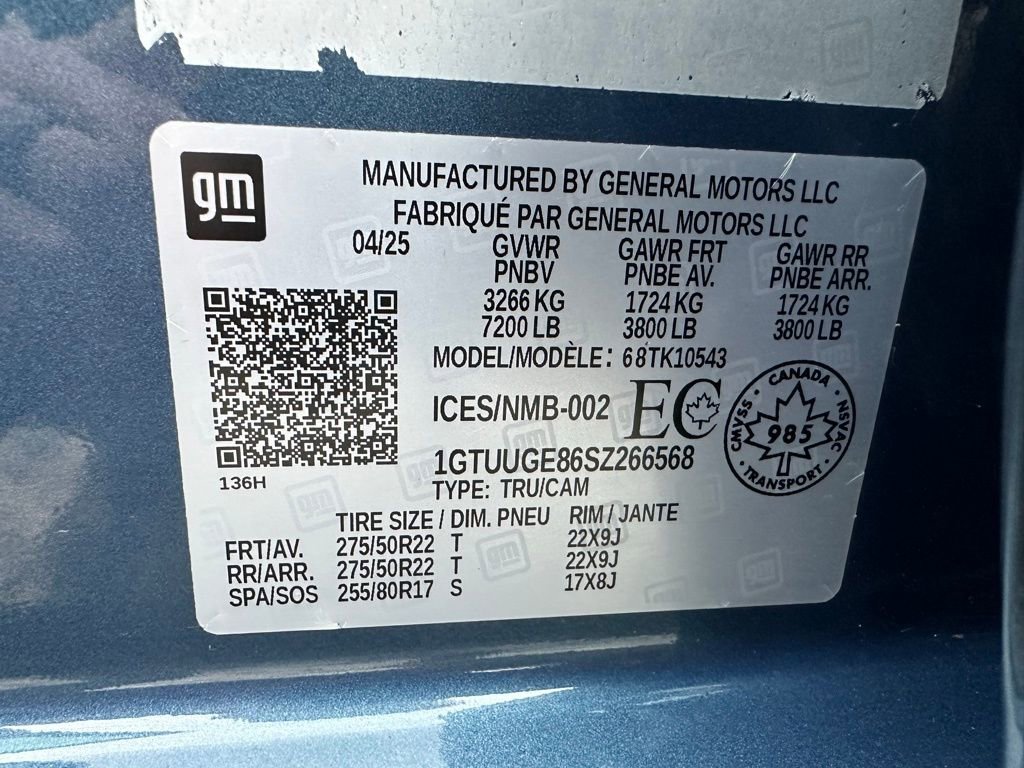 gm
MANUFACTURED BY GENERAL MOTORS LLC
FABRIQUÉ PAR GENERAL MOTORS LLC
04/25 GVWR GAWR FRT GAWR RR
PNBV PNBE AV. PNBE ARR.
3266 KG 1724 KG 1724 KG
7200 LB 3800 LB 3800 LB
MODEL/MODÈLE: 68TK10543
ICES/NMB-002 EC
CANADA
CMVSS 985 NSVAC
TRANSPORT
1GTUUGE86SZ266568
136H
TYPE: TRU/CAM
TIRE SIZE / DIM. PNEU RIM / JANTE
FRT/AV. 275/50R22 T 22X9J
RR/ARR. 275/50R22 T 22X9J
SPA/SOS 255/80R17 S 17X8J